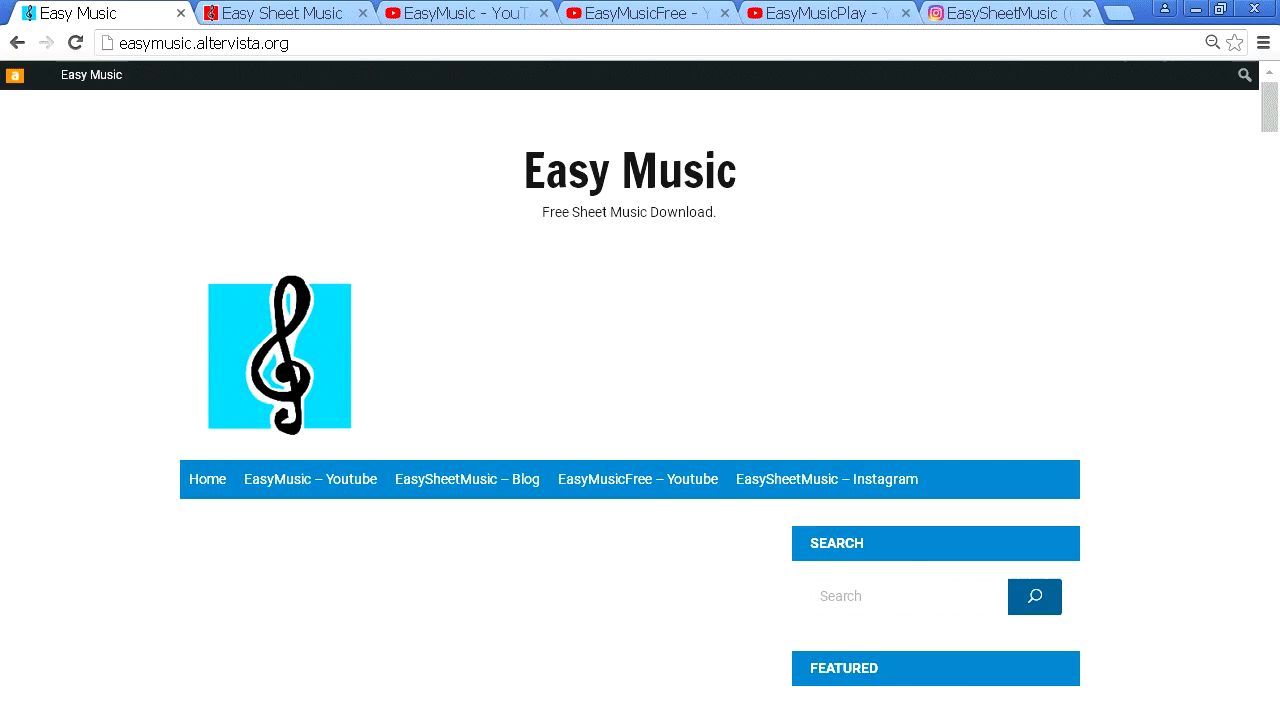 Easy Music
Easy Sheet Music
EasyMusic - YouT
EasyMusicFree - Y
EasyMusicPlay - Y
EasySheetMusic (
easymusic.altervista.org
a
Easy Music
Easy Music
Free Sheet Music Download.
Home EasyMusic – Youtube EasySheetMusic – Blog EasyMusicFree – Youtube EasySheetMusic – Instagram
SEARCH
Search
FEATURED